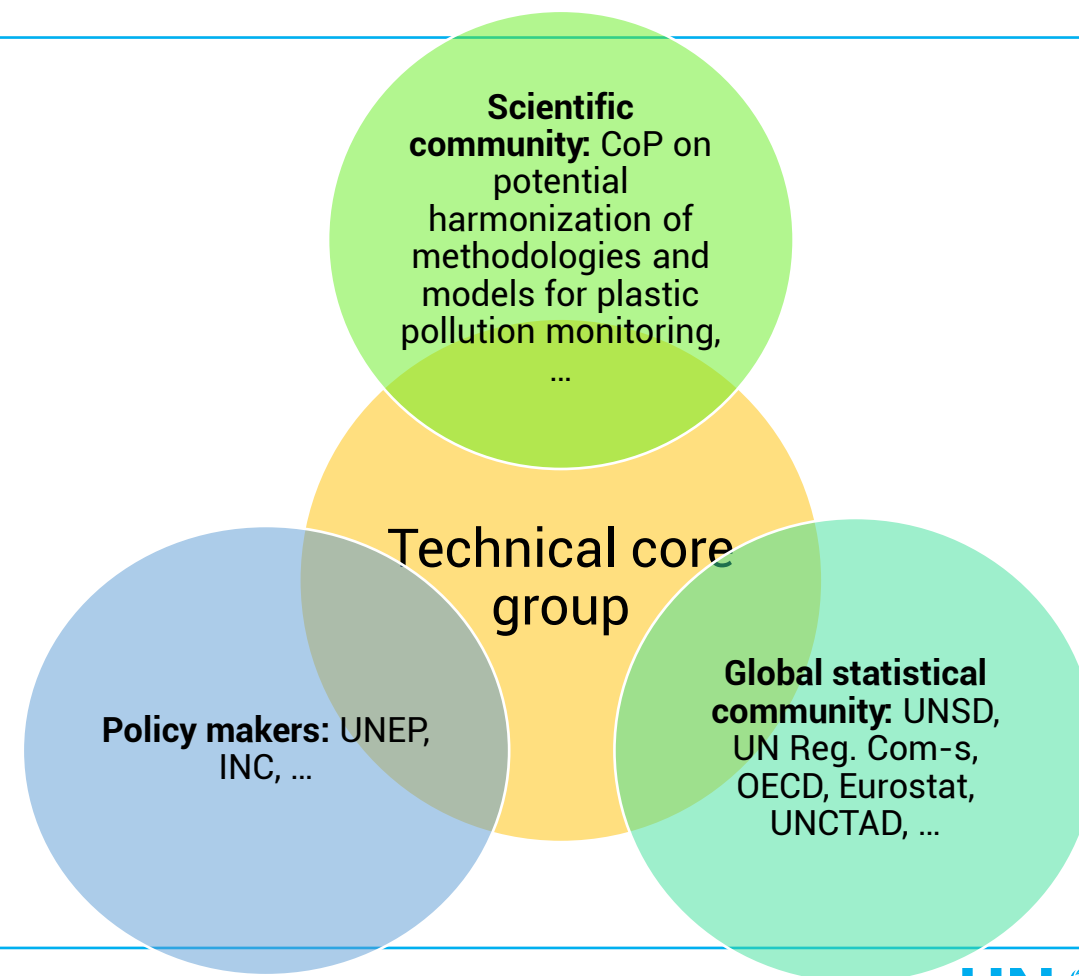 Scientific
community: CoP on
potential
harmonization of
methodologies and
models for plastic
pollution monitoring,
...
Technical core
group
Policy makers: UNEP,
INC, ...
Global statistical
community: UNSD,
UN Reg. Com-s,
OECD, Eurostat,
UNCTAD, ...